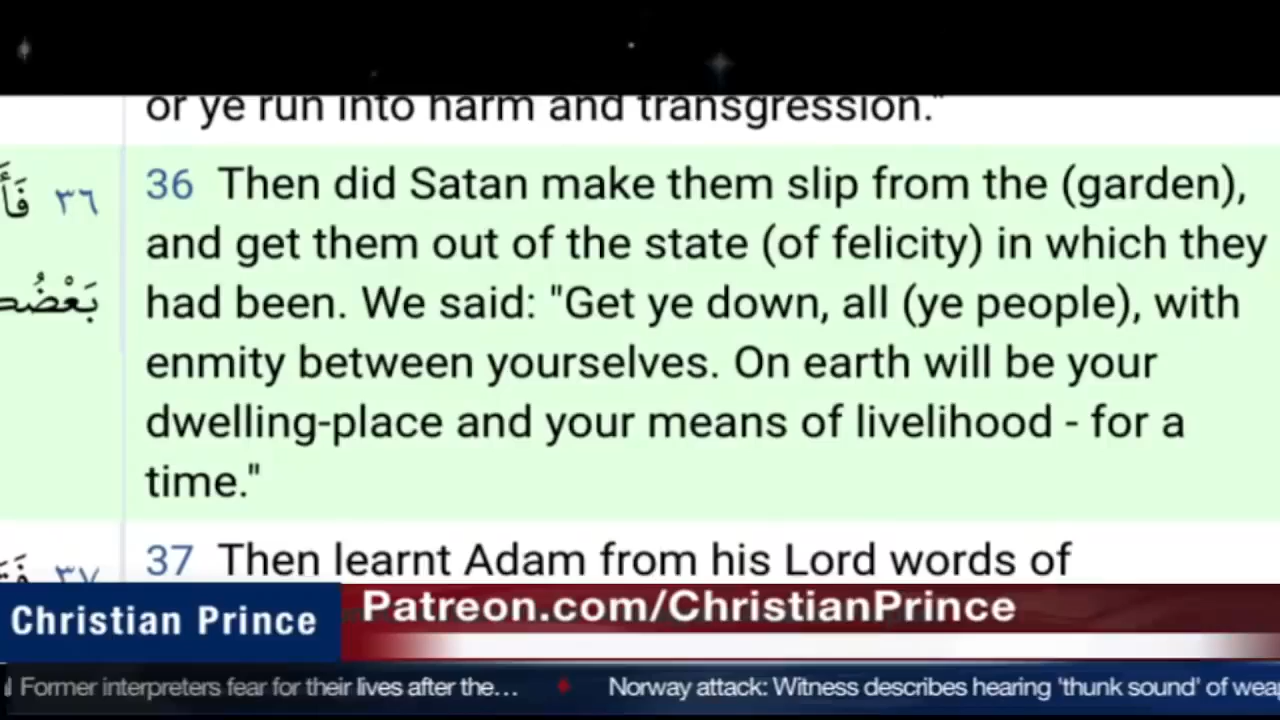 or ye run into harm and transgression."
٣٦
36 Then did Satan make them slip from the (garden),
and get them out of the state (of felicity) in which they
had been. We said: "Get ye down, all (ye people), with
enmity between yourselves. On earth will be your
dwelling-place and your means of livelihood - for a
time."
٣٧
37 Then learnt Adam from his Lord words of
Christian Prince
Patreon.com/ChristianPrince
Former interpreters fear for their lives after the... Norway attack: Witness describes hearing 'thunk sound' of